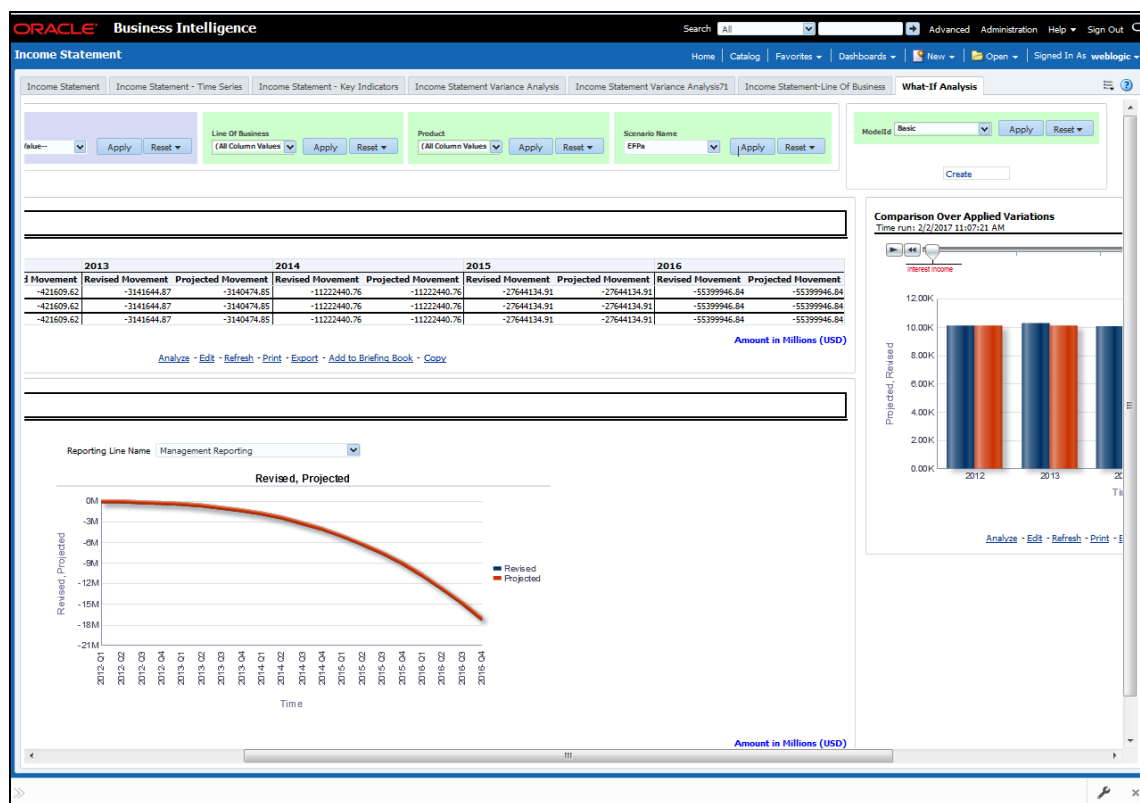 ORACLE Business Intelligence Search All Advanced Administration Help Sign Out
Income Statement Home Catalog Favorites Dashboards New Open Signed In As weblogic
Income Statement Income Statement - Time Series Income Statement - Key Indicators Income Statement Variance Analysis Income Statement Variance Analysis71 Income Statement-Line Of Business What-If Analysis
Line Of Business Product Scenario Name
Value-- Apply Reset (All Column Values Apply Reset (All Column Values Apply Reset EFPa Apply Reset ModelId Basic Apply Reset
Create
Comparison Over Applied Variations
Time run: 2/2/2017 11:07:21 AM
Interest Income
2013 2014 2015 2016
d Movement Revised Movement Projected Movement Revised Movement Projected Movement Revised Movement Projected Movement Revised Movement Projected Movement
-421609.62 -3141644.87 -3140474.85 -11222440.76 -11222440.76 -27644134.91 -27644134.91 -55399946.84 -55399946.84
-421609.62 -3141644.87 -3140474.85 -11222440.76 -11222440.76 -27644134.91 -27644134.91 -55399946.84 -55399946.84
-421609.62 -3141644.87 -3140474.85 -11222440.76 -11222440.76 -27644134.91 -27644134.91 -55399946.84 -55399946.84
Amount in Millions (USD)
Analyze - Edit - Refresh - Print - Export - Add to Briefing Book - Copy
12.00K
10.00K
8.00K
6.00K
4.00K
2.00K
0.00K
Projected, Revised
2012 2013 20
Ti
Analyze - Edit - Refresh - Print - E
Reporting Line Name Management Reporting
Revised, Projected
0M
-3M
-6M
-9M
-12M
-15M
-18M
-21M
Revised, Projected
Revised
Projected
2012-Q1 2012-Q2 2012-Q3 2012-Q4 2013-Q1 2013-Q2 2013-Q3 2013-Q4 2014-Q1 2014-Q2 2014-Q3 2014-Q4 2015-Q1 2015-Q2 2015-Q3 2015-Q4 2016-Q1 2016-Q2 2016-Q3 2016-Q4
Time
Amount in Millions (USD)